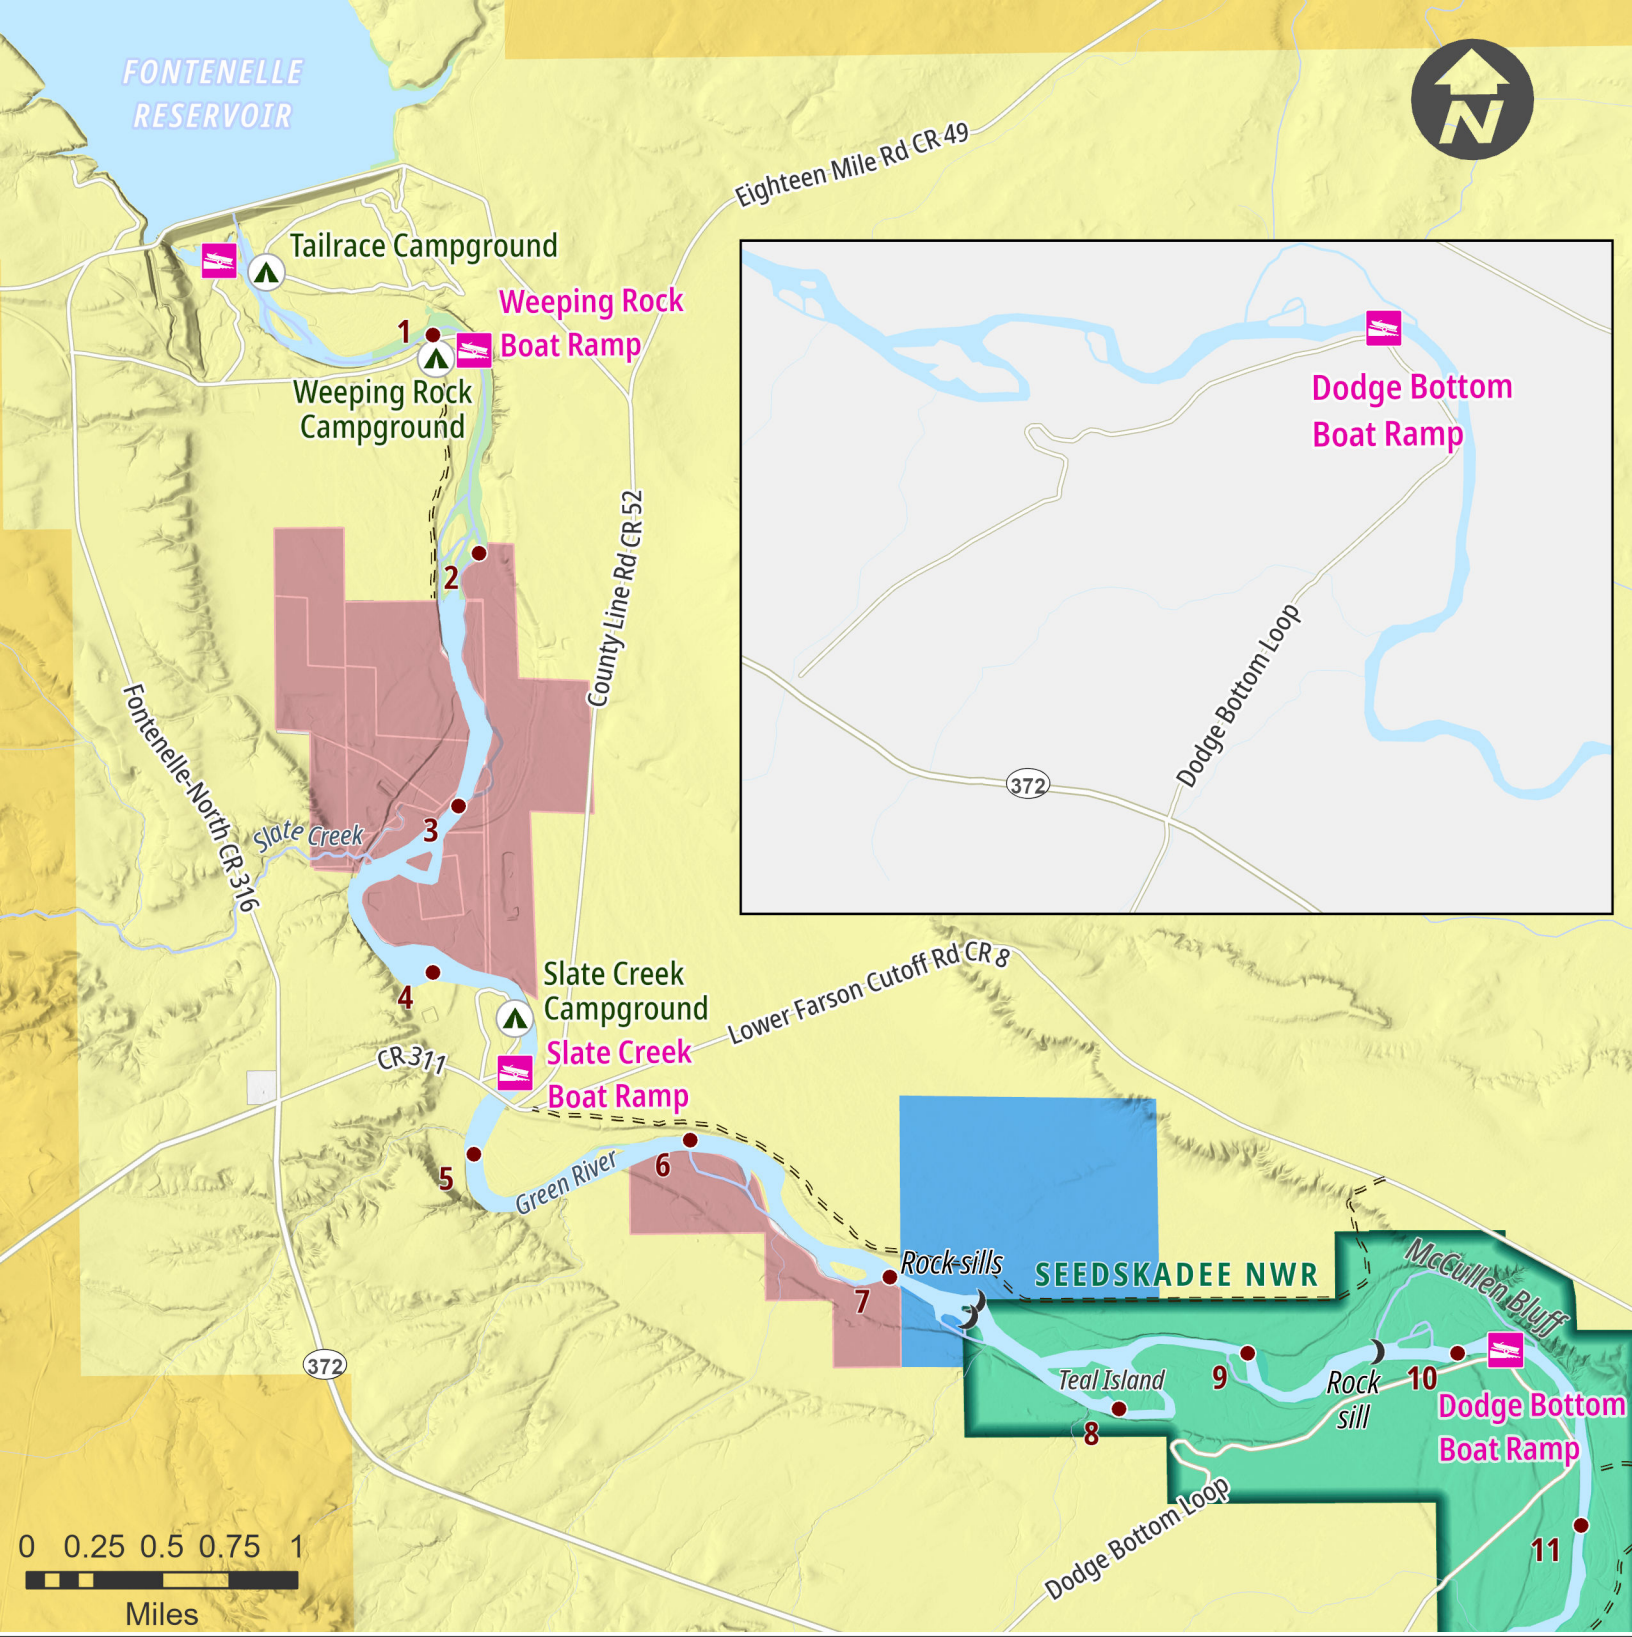 FONTENELLE
RESERVOIR
N
Eighteen Mile Rd CR 49
Tailrace Campground
Weeping Rock
Boat Ramp
1
Weeping Rock
Campground
Dodge Bottom
Boat Ramp
County Line Rd CR 52
2
Dodge Bottom Loop
372
Fontenelle-North CR 316
Slate Creek
3
4
Slate Creek
Campground
Lower Farson Cutoff Rd CR 8
CR 311
Slate Creek
Boat Ramp
5
Green River
6
7
Rock sills
SEEDSKADEE NWR
McCullen Bluff
372
Teal Island
8
9
Rock
sill
10
Dodge Bottom
Boat Ramp
Dodge Bottom Loop
11
0 0.25 0.5 0.75 1
Miles